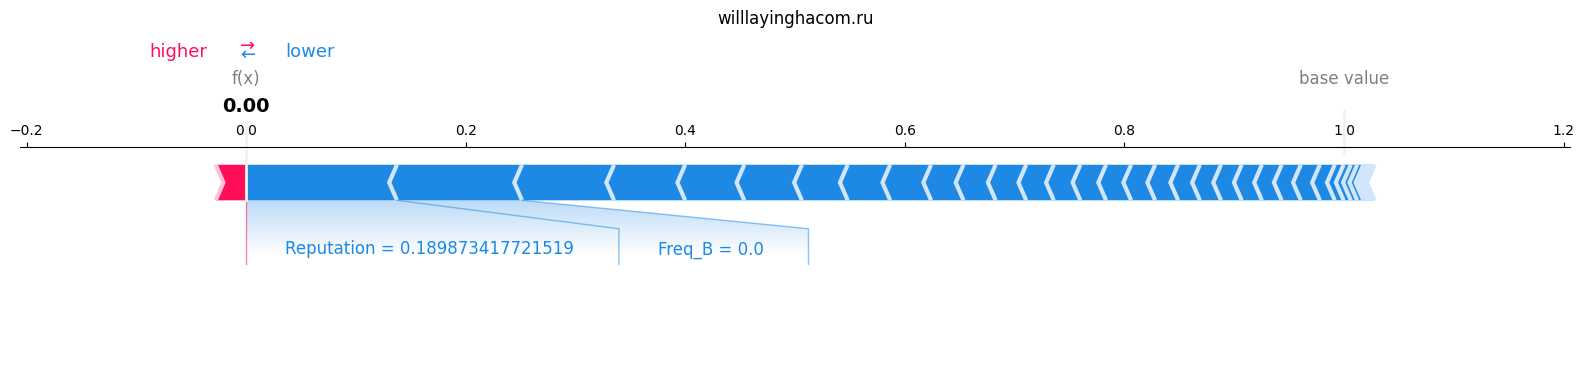 willlayinghacom.ru
higher ⇄ lower
f(x) base value
0.00
−0.2 0 0 0.2 0.4 0.6 0.8 1 0 1.2
Reputation = 0.189873417721519 Freq_B = 0.0